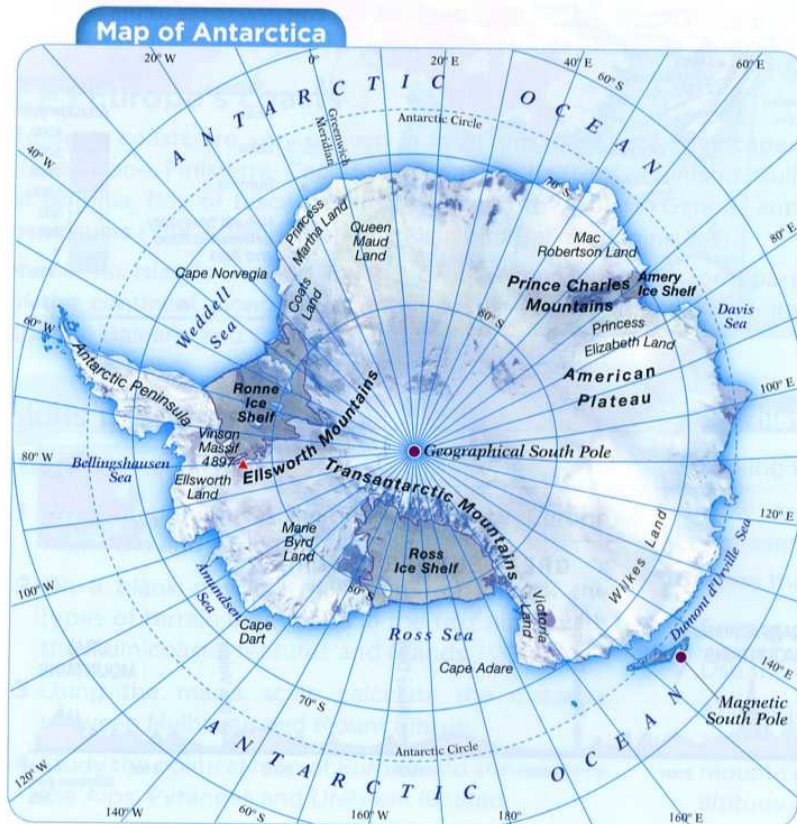 Map of Antarctica
20° W
0°
20° E
40° E
60° S
60° E
ANTARCTIC OCEAN
Greenwich
Meridian
Antarctic Circle
40° W
70° S
80° E
Princess
Martha Land
Queen
Maud
Land
Mac
Robertson Land
Cape Norvegia
Coats
Land
Prince Charles
Mountains
Amery
Ice Shelf
Weddell
Sea
Davis
Sea
60° W
80° S
Princess
Elizabeth Land
Antarctic Peninsula
American
Plateau
100° E
Ronne
Ice
Shelf
Ellsworth Mountains
Vinson
Massif
4897
Geographical South Pole
80° W
Bellingshausen
Sea
Ellsworth
Land
Transantarctic Mountains
120° E
Marie
Byrd
Land
Ross
Ice Shelf
Wilkes Land
Dumont d'Urville Sea
100° W
Amundsen
Sea
80° S
Victoria
Land
Cape
Dart
Ross Sea
Cape Adare
140° E
Magnetic
South Pole
70° S
ANTARCTIC OCEAN
Antarctic Circle
120° W
140° W
60° S
160° W
180°
160° E